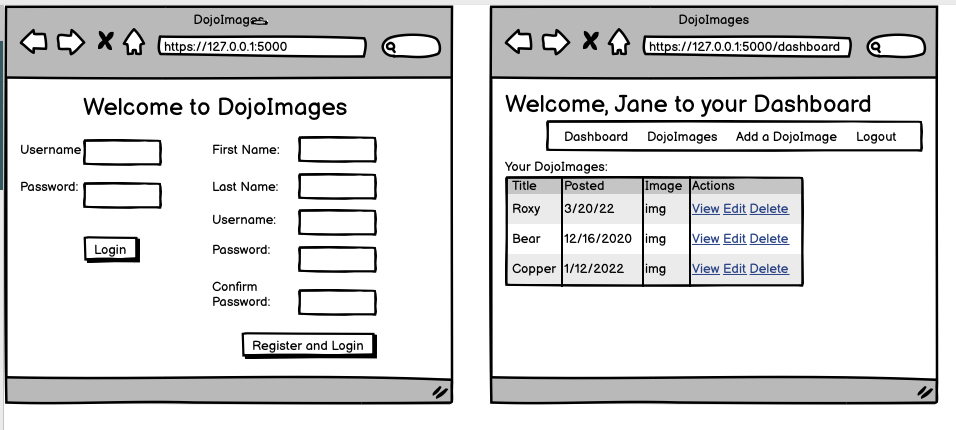 DojoImages
https://127.0.0.1:5000
Welcome to DojoImages
Username
Password:
Login
First Name:
Last Name:
Username:
Password:
Confirm
Password:
Register and Login
DojoImages
https://127.0.0.1:5000/dashboard
Welcome, Jane to your Dashboard
Dashboard DojoImages Add a DojoImage Logout
Your DojoImages:
Title Posted Image Actions
Roxy 3/20/22 img View Edit Delete
Bear 12/16/2020 img View Edit Delete
Copper 1/12/2022 img View Edit Delete